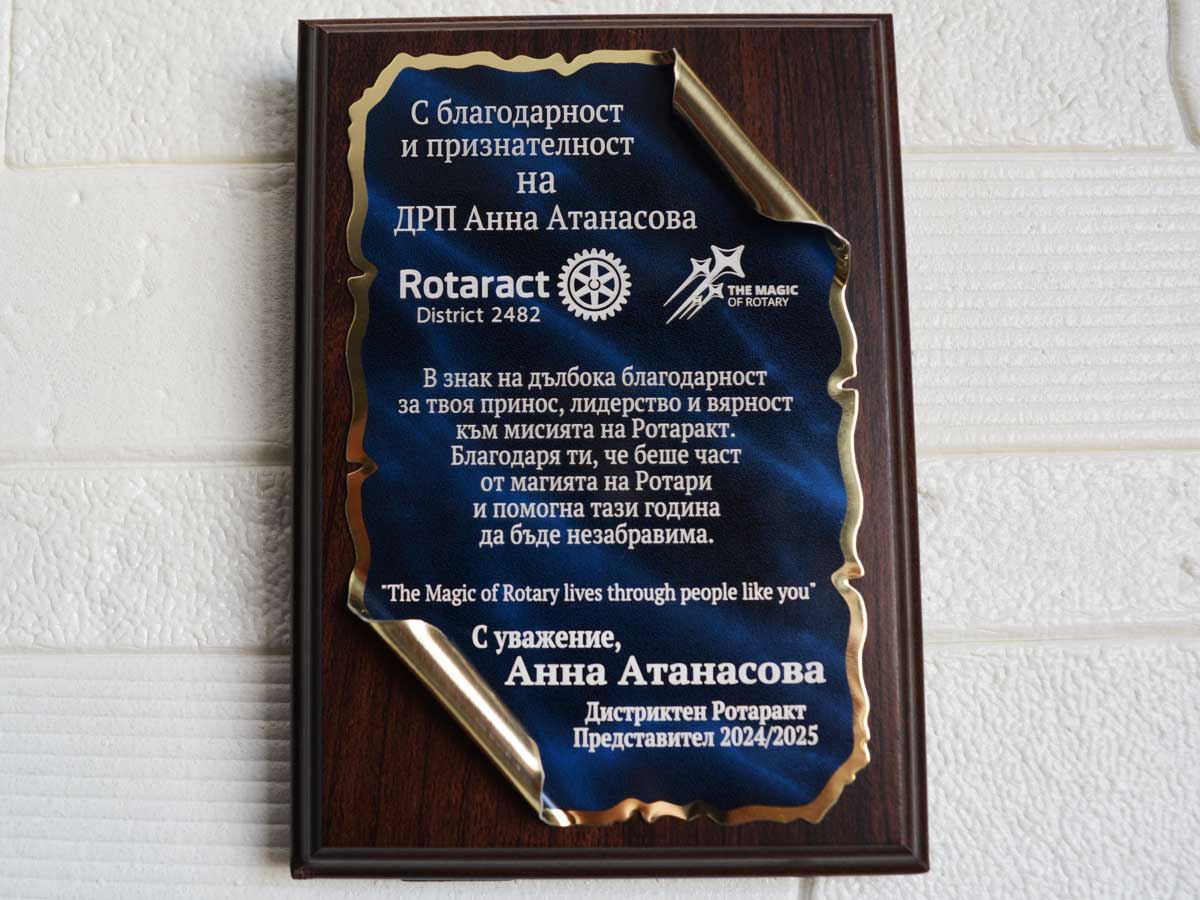 С благодарност
и признателност
на
ДРП Анна Атанасова
Rotaract
District 2482
THE MAGIC
OF ROTARY
В знак на дълбока благодарност
за твоя принос, лидерство и вярност
към мисията на Ротаракт.
Благодаря ти, че беше част
от магията на Ротари
и помогна тази година
да бъде незабравима.
"The Magic of Rotary lives through people like you"
С уважение,
Анна Атанасова
Дистриктен Ротаракт
Представител 2024/2025